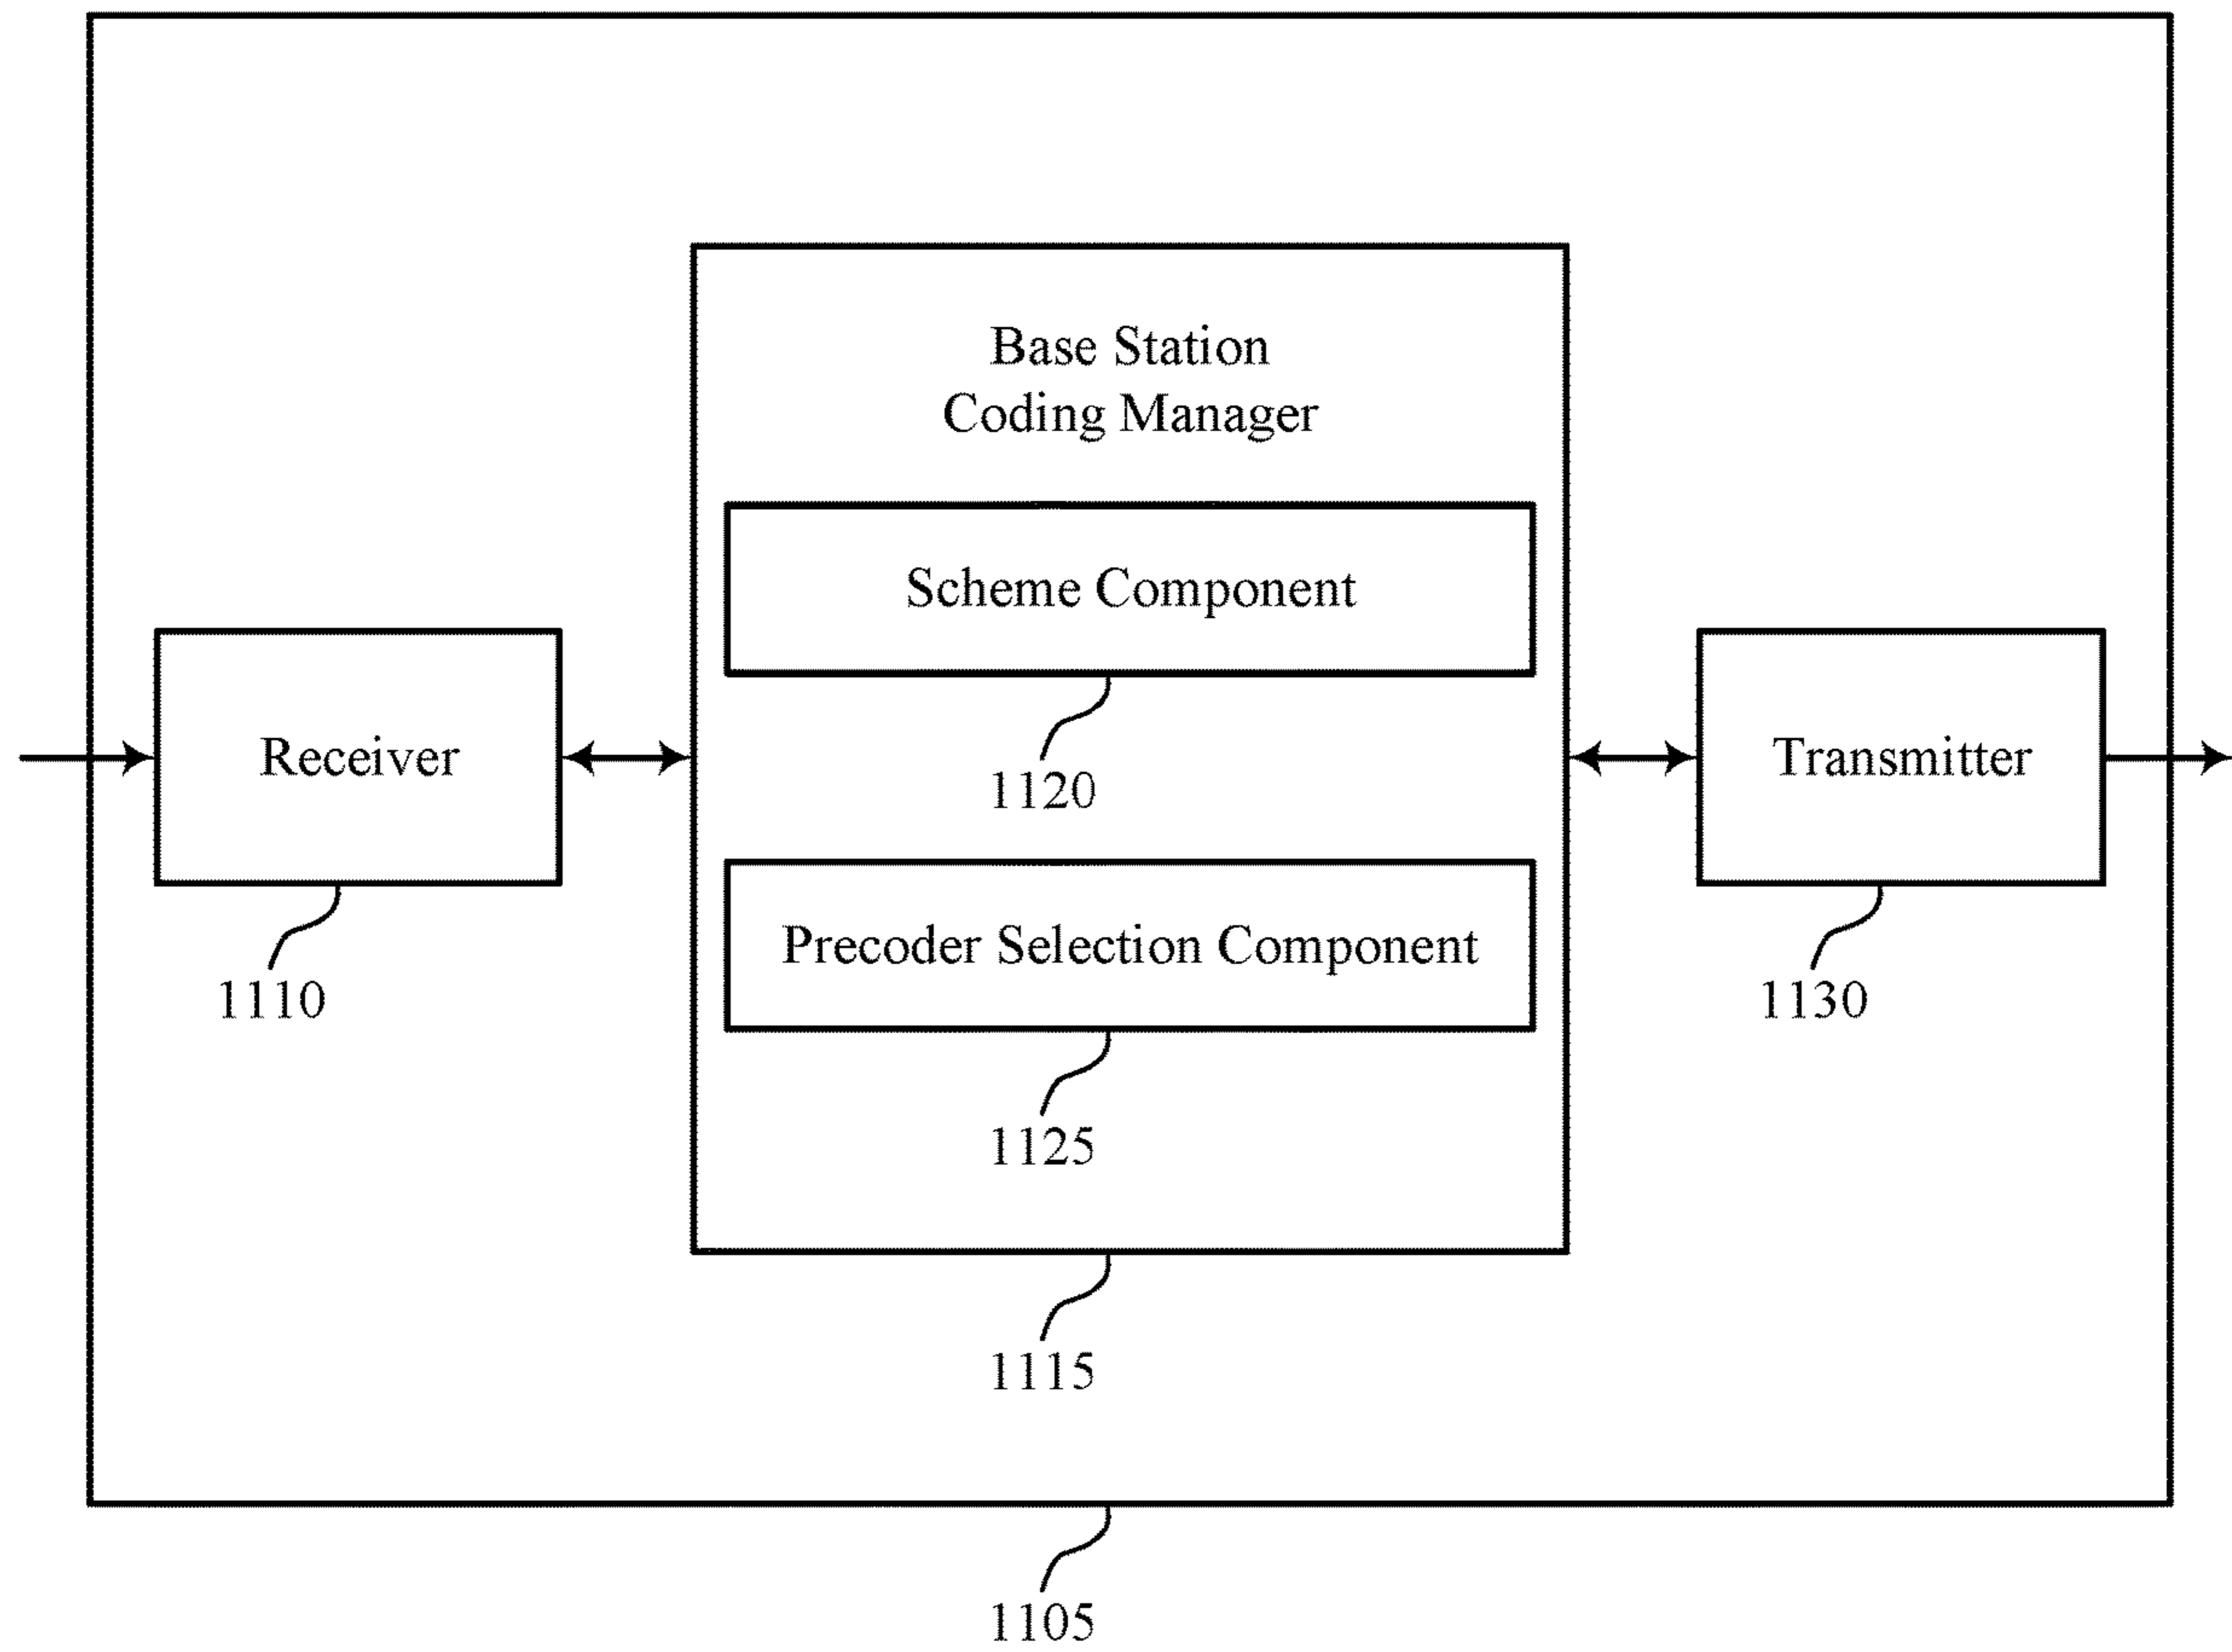 Base Station
Coding Manager
Scheme Component
1120
Receiver
1110
Precoder Selection Component
1125
Transmitter
1130
1115
1105